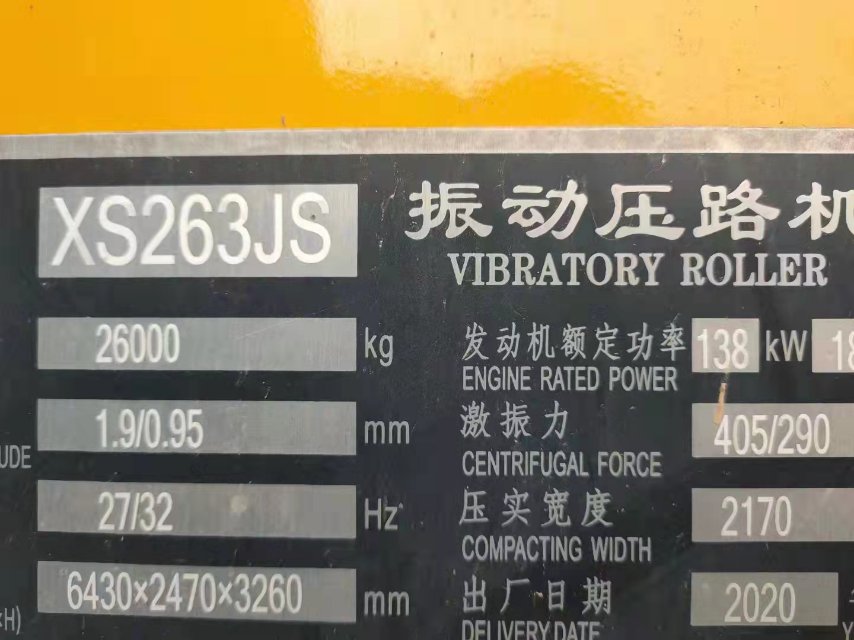 XS263JS 振动压路机
VIBRATORY ROLLER
26000 kg 发动机额定功率 138 kW
ENGINE RATED POWER
1.9/0.95 mm 激振力 405/290
CENTRIFUGAL FORCE
27/32 Hz 压实宽度 2170
COMPACTING WIDTH
6430×2470×3260 mm 出厂日期 2020
DELIVERY DATE